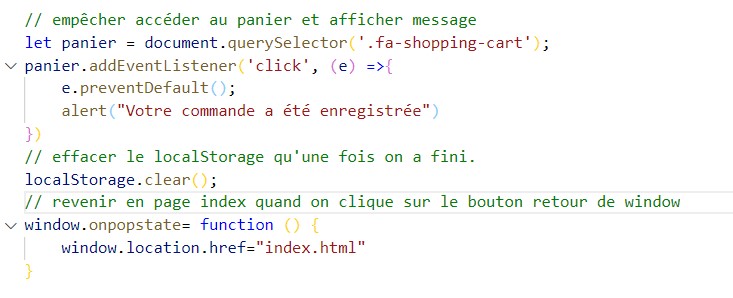 // empêcher accéder au panier et afficher message
let panier = document.querySelector('.fa-shopping-cart');
panier.addEventListener('click', (e) =>{
    e.preventDefault();
    alert("Votre commande a été enregistrée")
})
// effacer le localStorage qu'une fois on a fini.
localStorage.clear();
// revenir en page index quand on clique sur le bouton retour de window
window.onpopstate= function () {
    window.location.href="index.html"
}